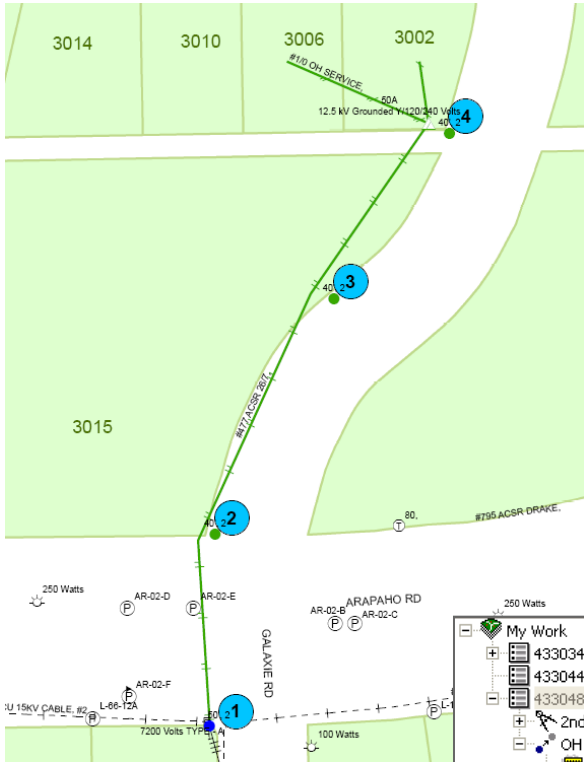 3014
3010
3006
3002
#1/0 OH SERVICE,
50A
12.5 kV Grounded Y/120/240 Volts
4
40, 2
3
40, 2
#477 ACSR 26/7,
3015
2
40, 2
80,
T
#795 ACSR DRAKE,
250 Watts
AR-02-D
AR-02-E
P
P
AR-02-B
ARAPAHO RD
P
P
AR-02-C
250 Watts
GALAXIE RD
My Work
433034
433044
433048
2nd
OH
AR-02-F
P
CU 15KV CABLE, #2
L-66-12A
R
1
50, 2
L-1
7200 Volts TYPE
A
100 Watts